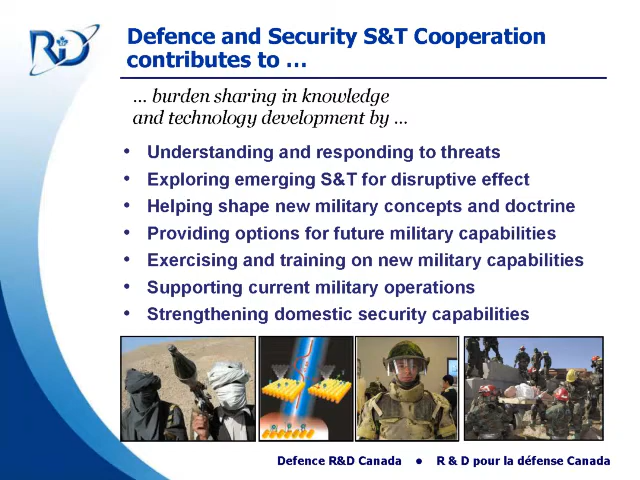 R D
Defence and Security S&T Cooperation
contributes to …
… burden sharing in knowledge
and technology development by …
• Understanding and responding to threats
• Exploring emerging S&T for disruptive effect
• Helping shape new military concepts and doctrine
• Providing options for future military capabilities
• Exercising and training on new military capabilities
• Supporting current military operations
• Strengthening domestic security capabilities
Defence R&D Canada • R & D pour la défense Canada